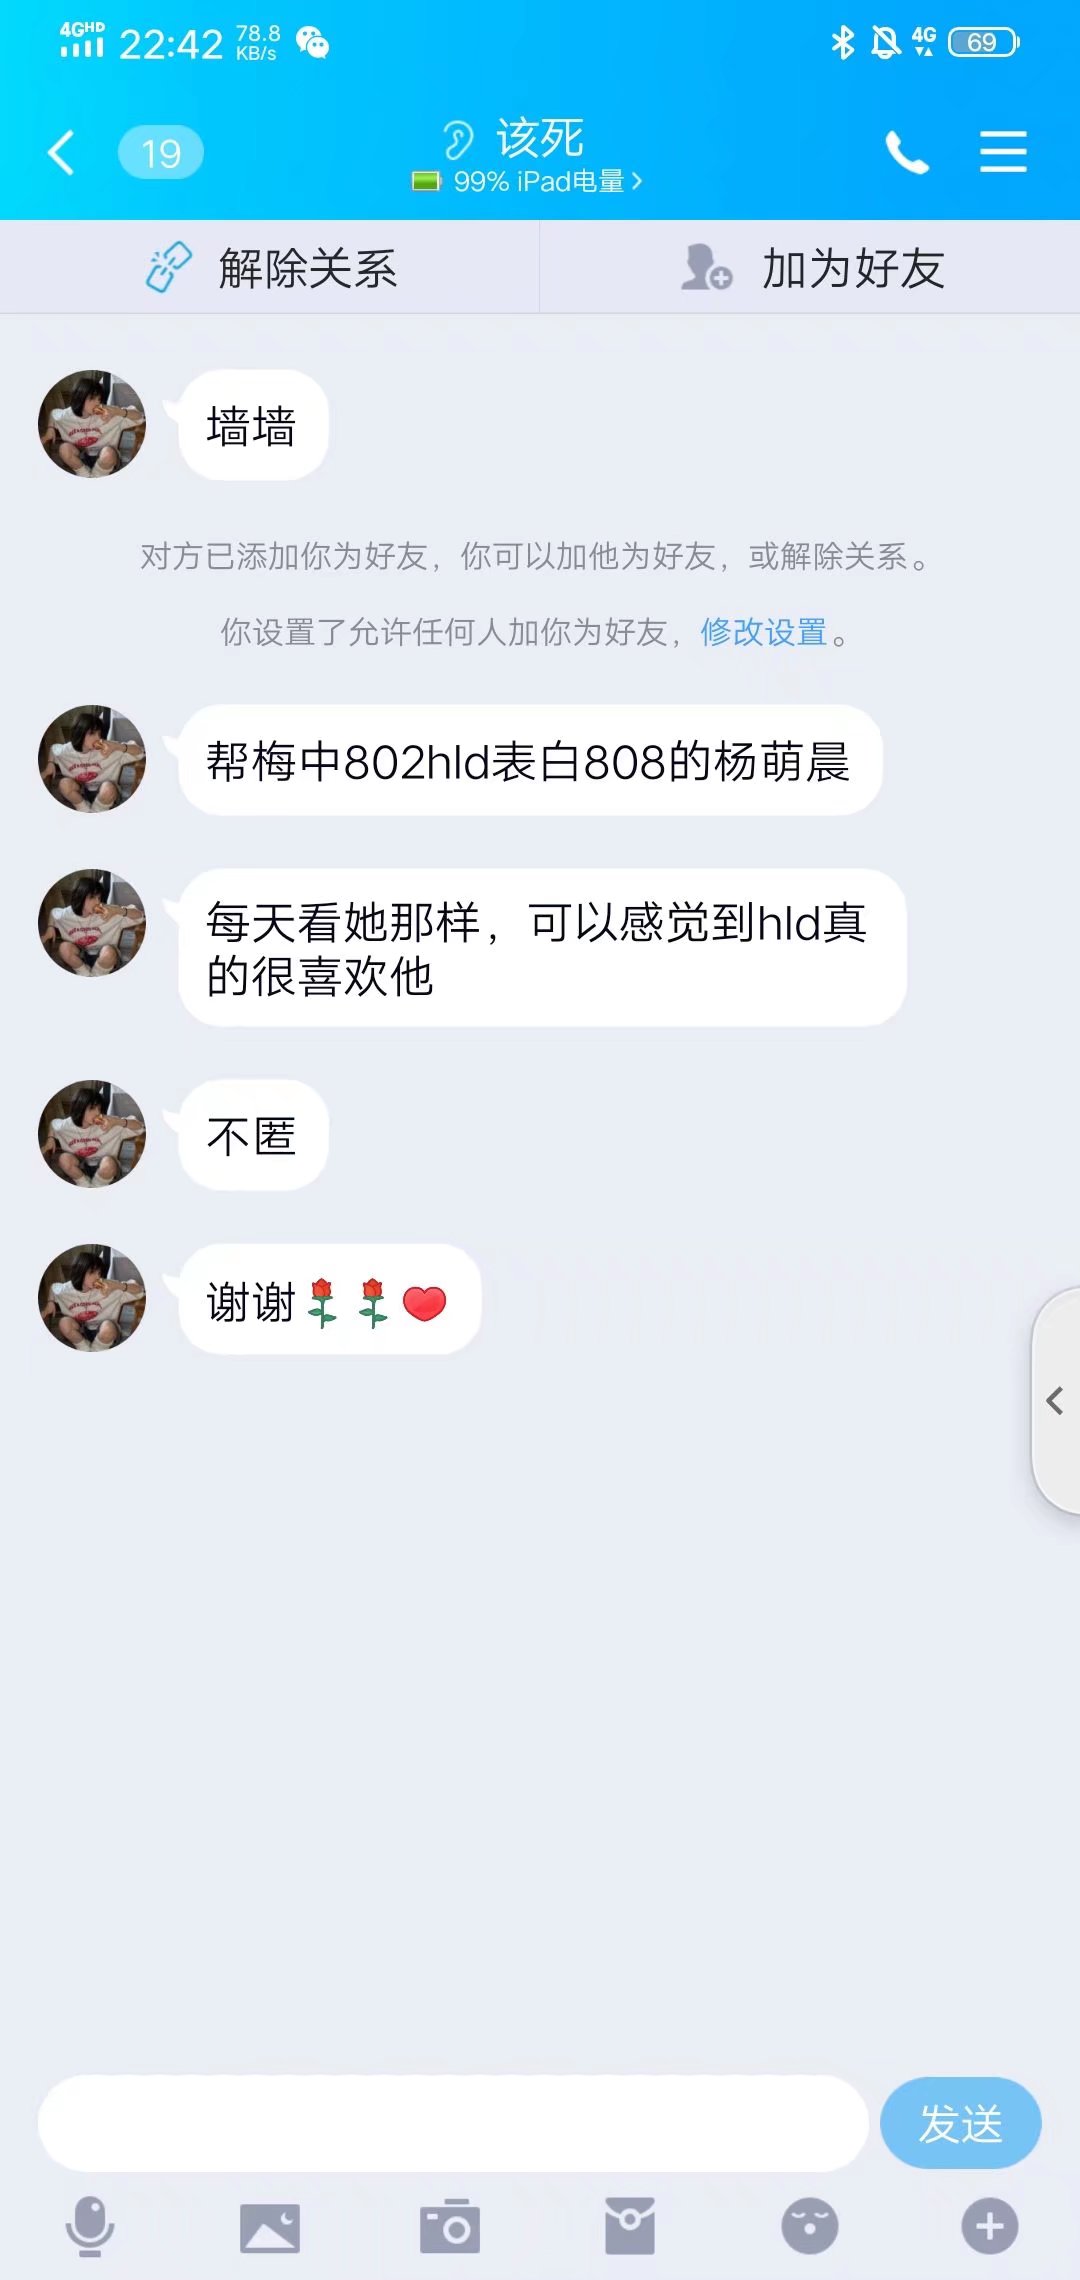 4GHD 22:42 78.8 KB/s 4G 69
19 该死
99% iPad电量
解除关系 加为好友
墙墙
对方已添加你为好友，你可以加他为好友，或解除关系。
你设置了允许任何人加你为好友，修改设置。
帮梅中802hld表白808的杨萌晨
每天看她那样，可以感觉到hld真
的很喜欢他
不匿
谢谢🌹🌹❤️
发送